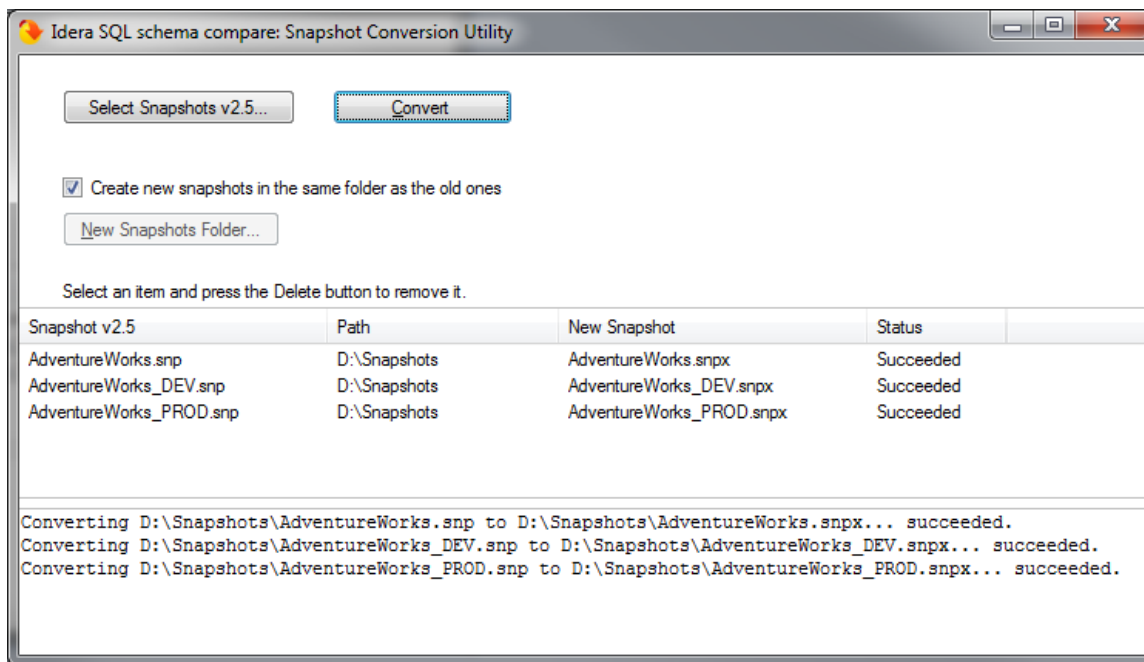 Idera SQL schema compare: Snapshot Conversion Utility
Select Snapshots v2.5... Convert
Create new snapshots in the same folder as the old ones
New Snapshots Folder...
Select an item and press the Delete button to remove it.
Snapshot v2.5 Path New Snapshot Status
AdventureWorks.snp D:\Snapshots AdventureWorks.snpx Succeeded
AdventureWorks_DEV.snp D:\Snapshots AdventureWorks_DEV.snpx Succeeded
AdventureWorks_PROD.snp D:\Snapshots AdventureWorks_PROD.snpx Succeeded
Converting D:\Snapshots\AdventureWorks.snp to D:\Snapshots\AdventureWorks.snpx... succeeded.
Converting D:\Snapshots\AdventureWorks_DEV.snp to D:\Snapshots\AdventureWorks_DEV.snpx... succeeded.
Converting D:\Snapshots\AdventureWorks_PROD.snp to D:\Snapshots\AdventureWorks_PROD.snpx... succeeded.